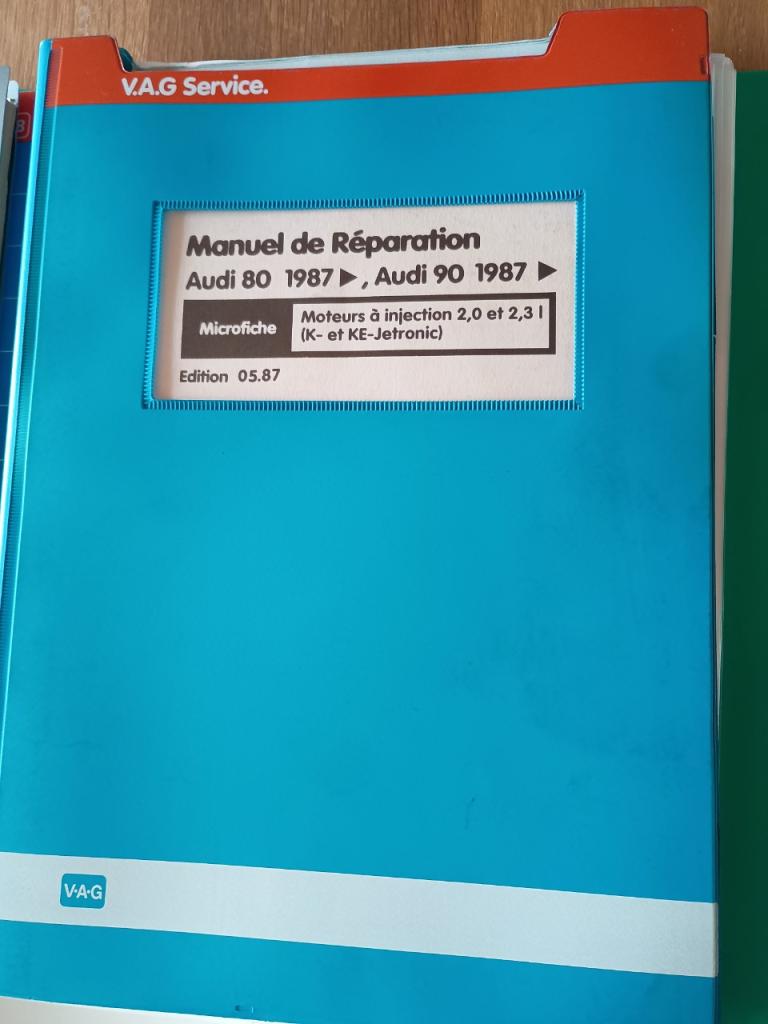 V.A.G Service.
Manuel de Réparation
Audi 80 1987 ▶, Audi 90 1987 ▶
Microfiche
Moteurs à injection 2,0 et 2,3 l
(K- et KE-Jetronic)
Edition 05.87
V·A·G